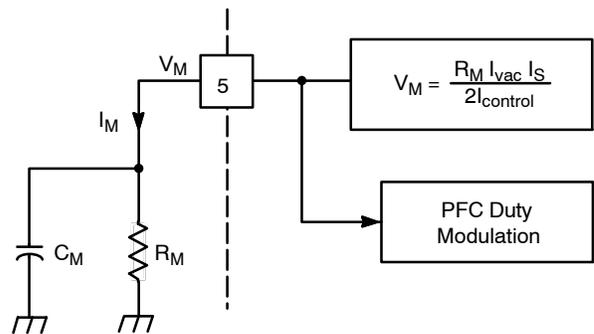 V_M
5
V_M = R_M I_vac I_S / 2I_control
I_M
C_M
R_M
PFC Duty
Modulation